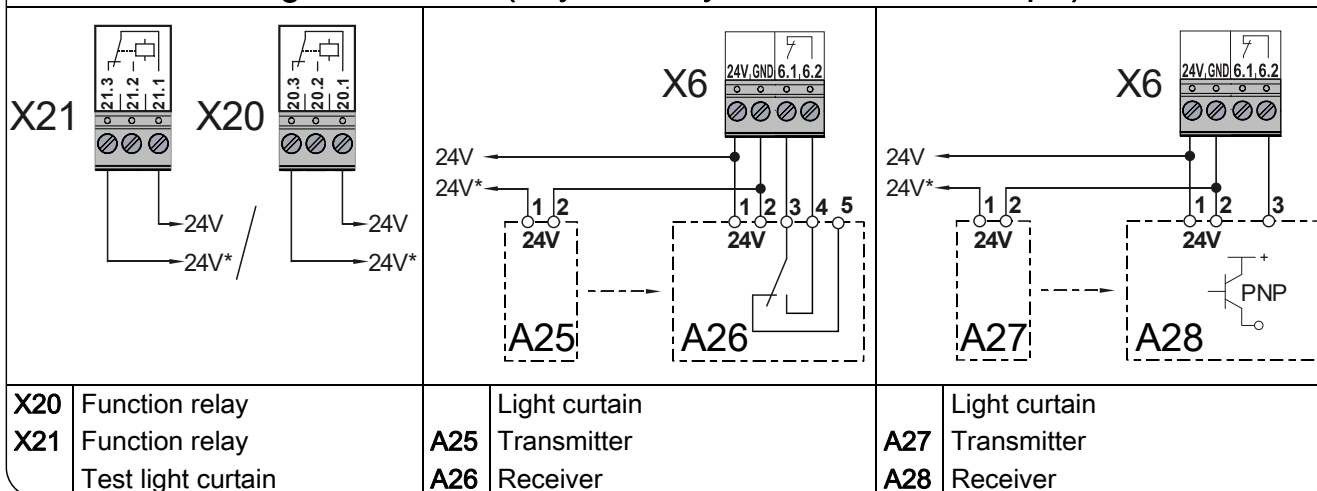 X21
21.3
21.2
21.1
24V
24V*
X20
20.3
20.2
20.1
24V
24V*
X6
24V GND 6.1 6.2
24V
24V*
1 2
24V
A25
1 2 3 4 5
24V
A26
X6
24V GND 6.1 6.2
24V
24V*
1 2
24V
A27
1 2 3
24V
+
PNP
A28
X20 Function relay
X21 Function relay
Test light curtain
Light curtain
A25 Transmitter
A26 Receiver
Light curtain
A27 Transmitter
A28 Receiver